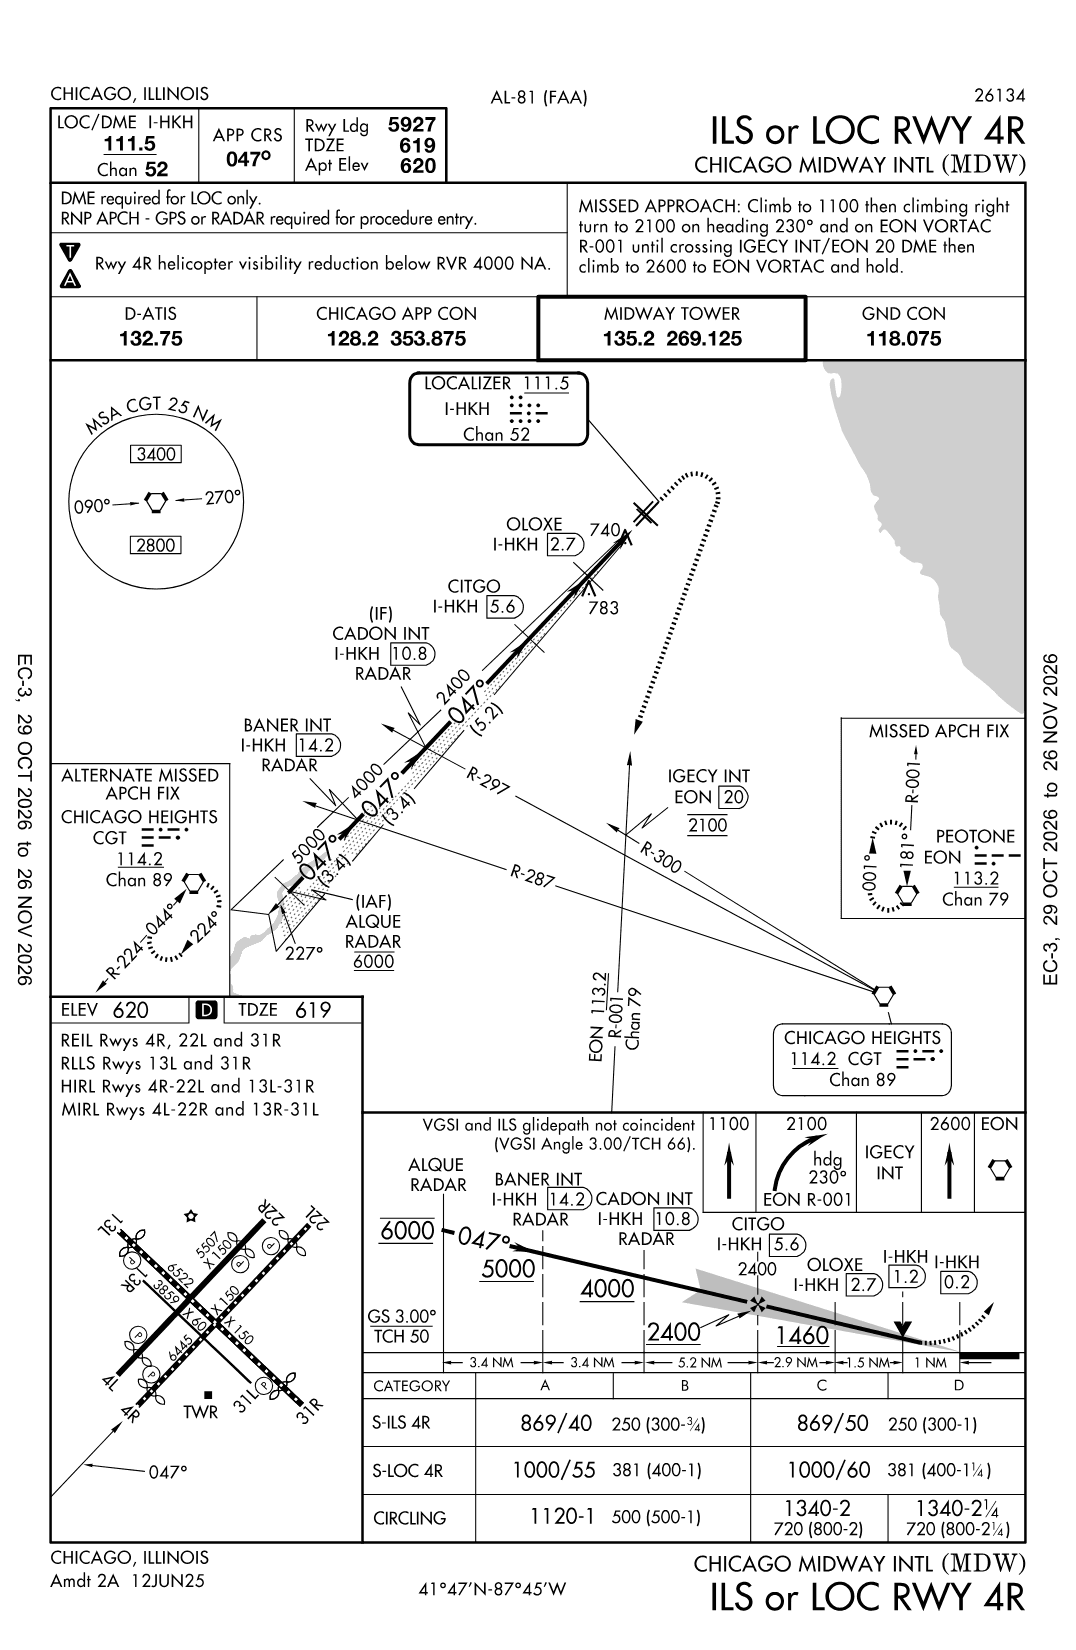 CHICAGO, ILLINOIS
AL-81 (FAA)
26134
LOC/DME I-HKH
111.5
Chan 52
APP CRS
047°
Rwy Ldg 5927
TDZE 619
Apt Elev 620
ILS or LOC RWY 4R
CHICAGO MIDWAY INTL (MDW)
DME required for LOC only.
RNP APCH - GPS or RADAR required for procedure entry.
T
A
Rwy 4R helicopter visibility reduction below RVR 4000 NA.
MISSED APPROACH: Climb to 1100 then climbing right
turn to 2100 on heading 230° and on EON VORTAC
R-001 until crossing IGECY INT/EON 20 DME then
climb to 2600 to EON VORTAC and hold.
D-ATIS
132.75
CHICAGO APP CON
128.2 353.875
MIDWAY TOWER
135.2 269.125
GND CON
118.075
LOCALIZER 111.5
I-HKH
Chan 52
MSA CGT 25 NM
3400
090°
270°
2800
OLOXE
I-HKH 2.7
740
CITGO
I-HKH 5.6
783
(IF)
CADON INT
I-HKH 10.8
RADAR
2400
047°
(5.2)
BANER INT
I-HKH 14.2
RADAR
4000
047°
(3.4)
R-297
5000
047°
(3.4)
R-287
(IAF)
ALQUE
RADAR
6000
227°
IGECY INT
EON 20
2100
R-300
EON 113.2
R-001
Chan 79
MISSED APCH FIX
R-001
PEOTONE
EON
113.2
Chan 79
001°
181°
ALTERNATE MISSED
APCH FIX
CHICAGO HEIGHTS
CGT
114.2
Chan 89
R-224
044°
224°
CHICAGO HEIGHTS
114.2 CGT
Chan 89
EC-3, 29 OCT 2026 to 26 NOV 2026
EC-3, 29 OCT 2026 to 26 NOV 2026
ELEV 620
D
TDZE 619
REIL Rwys 4R, 22L and 31R
RLLS Rwys 13L and 31R
HIRL Rwys 4R-22L and 13L-31R
MIRL Rwys 4L-22R and 13R-31L
13L
22R
22L
13R
5507
X 150
6522
X 150
3859
X 60
6445
X 150
P
P
P
P
P
P
4L
4R
TWR
31L
31R
047°
VGSI and ILS glidepath not coincident
(VGSI Angle 3.00/TCH 66).
1100
2100
hdg
230°
EON R-001
IGECY
INT
2600
EON
ALQUE
RADAR
BANER INT
I-HKH 14.2
RADAR
CADON INT
I-HKH 10.8
RADAR
CITGO
I-HKH 5.6
2400
OLOXE
I-HKH 2.7
I-HKH
1.2
I-HKH
0.2
6000
047°
5000
4000
2400
1460
GS 3.00°
TCH 50
3.4 NM
3.4 NM
5.2 NM
2.9 NM
1.5 NM
1 NM
CATEGORY A B C D
S-ILS 4R 869/40 250 (300-¾) 869/50 250 (300-1)
S-LOC 4R 1000/55 381 (400-1) 1000/60 381 (400-1¼)
CIRCLING 1120-1 500 (500-1) 1340-2 720 (800-2) 1340-2¼ 720 (800-2¼)
CHICAGO, ILLINOIS
Amdt 2A 12JUN25
41°47'N-87°45'W
CHICAGO MIDWAY INTL (MDW)
ILS or LOC RWY 4R